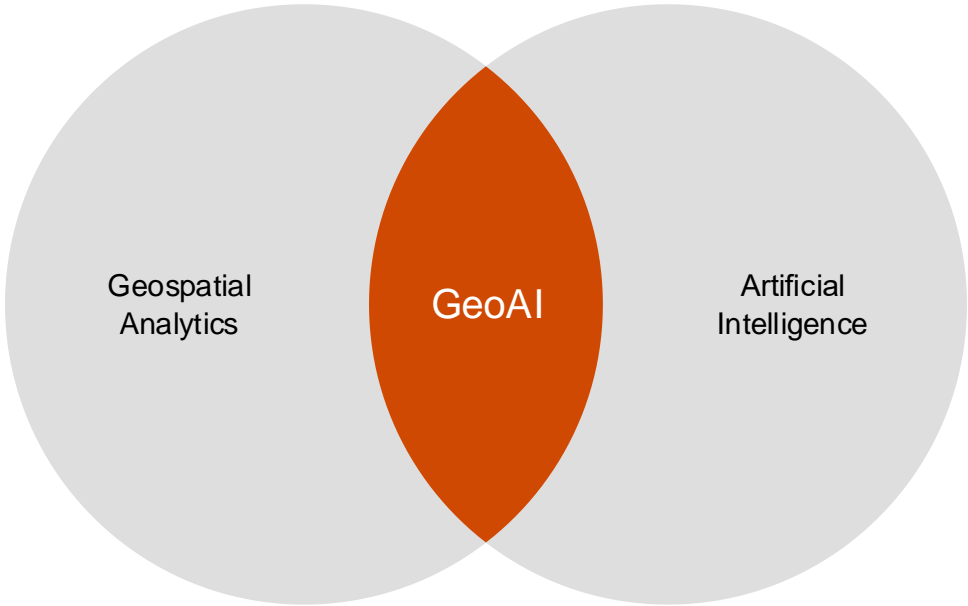 Geospatial
Analytics
GeoAI
Artificial
Intelligence